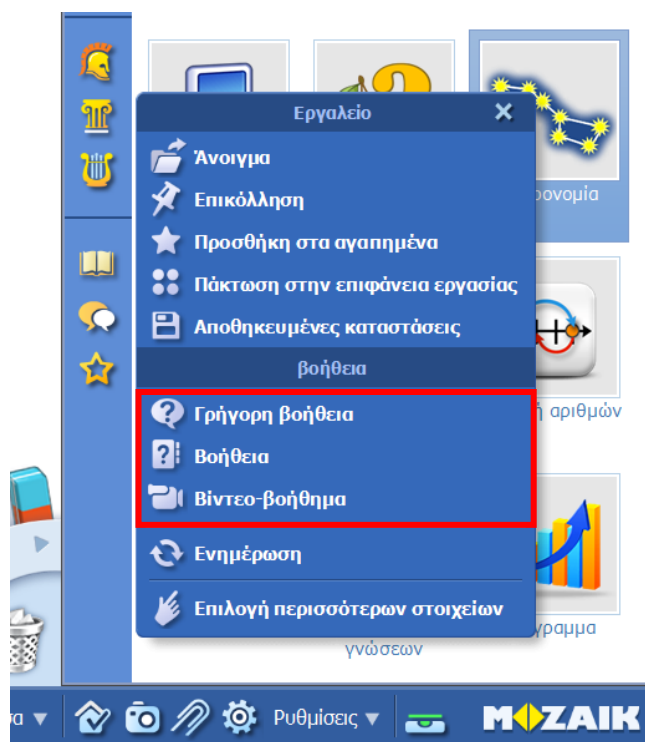 Εργαλείο
Άνοιγμα
Επικόλληση
Προσθήκη στα αγαπημένα
Πάκτωση στην επιφάνεια εργασίας
Αποθηκευμένες καταστάσεις
βοήθεια
Γρήγορη βοήθεια
Βοήθεια
Βίντεο-βοήθημα
Ενημέρωση
Επιλογή περισσότερων στοιχείων
ρονομία
ή αριθμών
γραμμα
γνώσεων
Ρυθμίσεις
MOZAIK